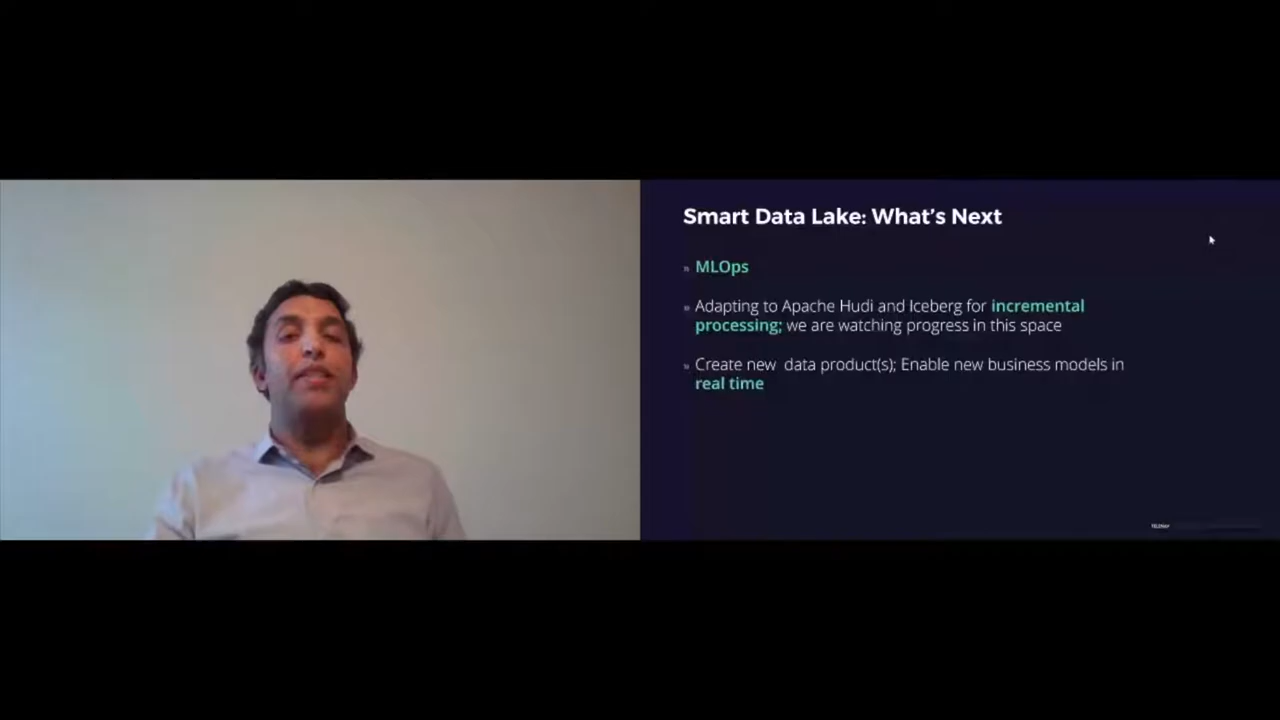 Smart Data Lake: What's Next
» MLOps
» Adapting to Apache Hudi and Iceberg for incremental
processing; we are watching progress in this space
» Create new data product(s); Enable new business models in
real time
TELENAV